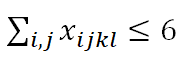 ∑_{i,j} x_{ijkl} ≤ 6